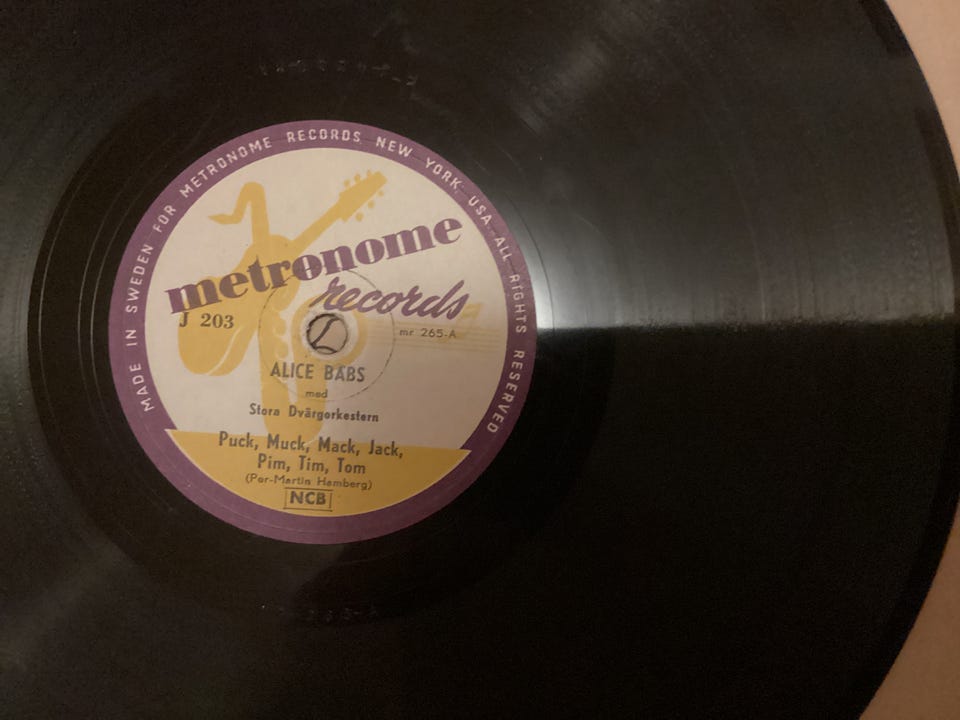 MADE IN SWEDEN FOR METRONOME RECORDS NEW YORK USA ALL RIGHTS RESERVED
metronome
records
J 203
mr 265-A
ALICE BABS
med
Stora Dvärgorkestern
Puck, Muck, Mack, Jack,
Pim, Tim, Tom
(Per-Martin Hamberg)
NCB